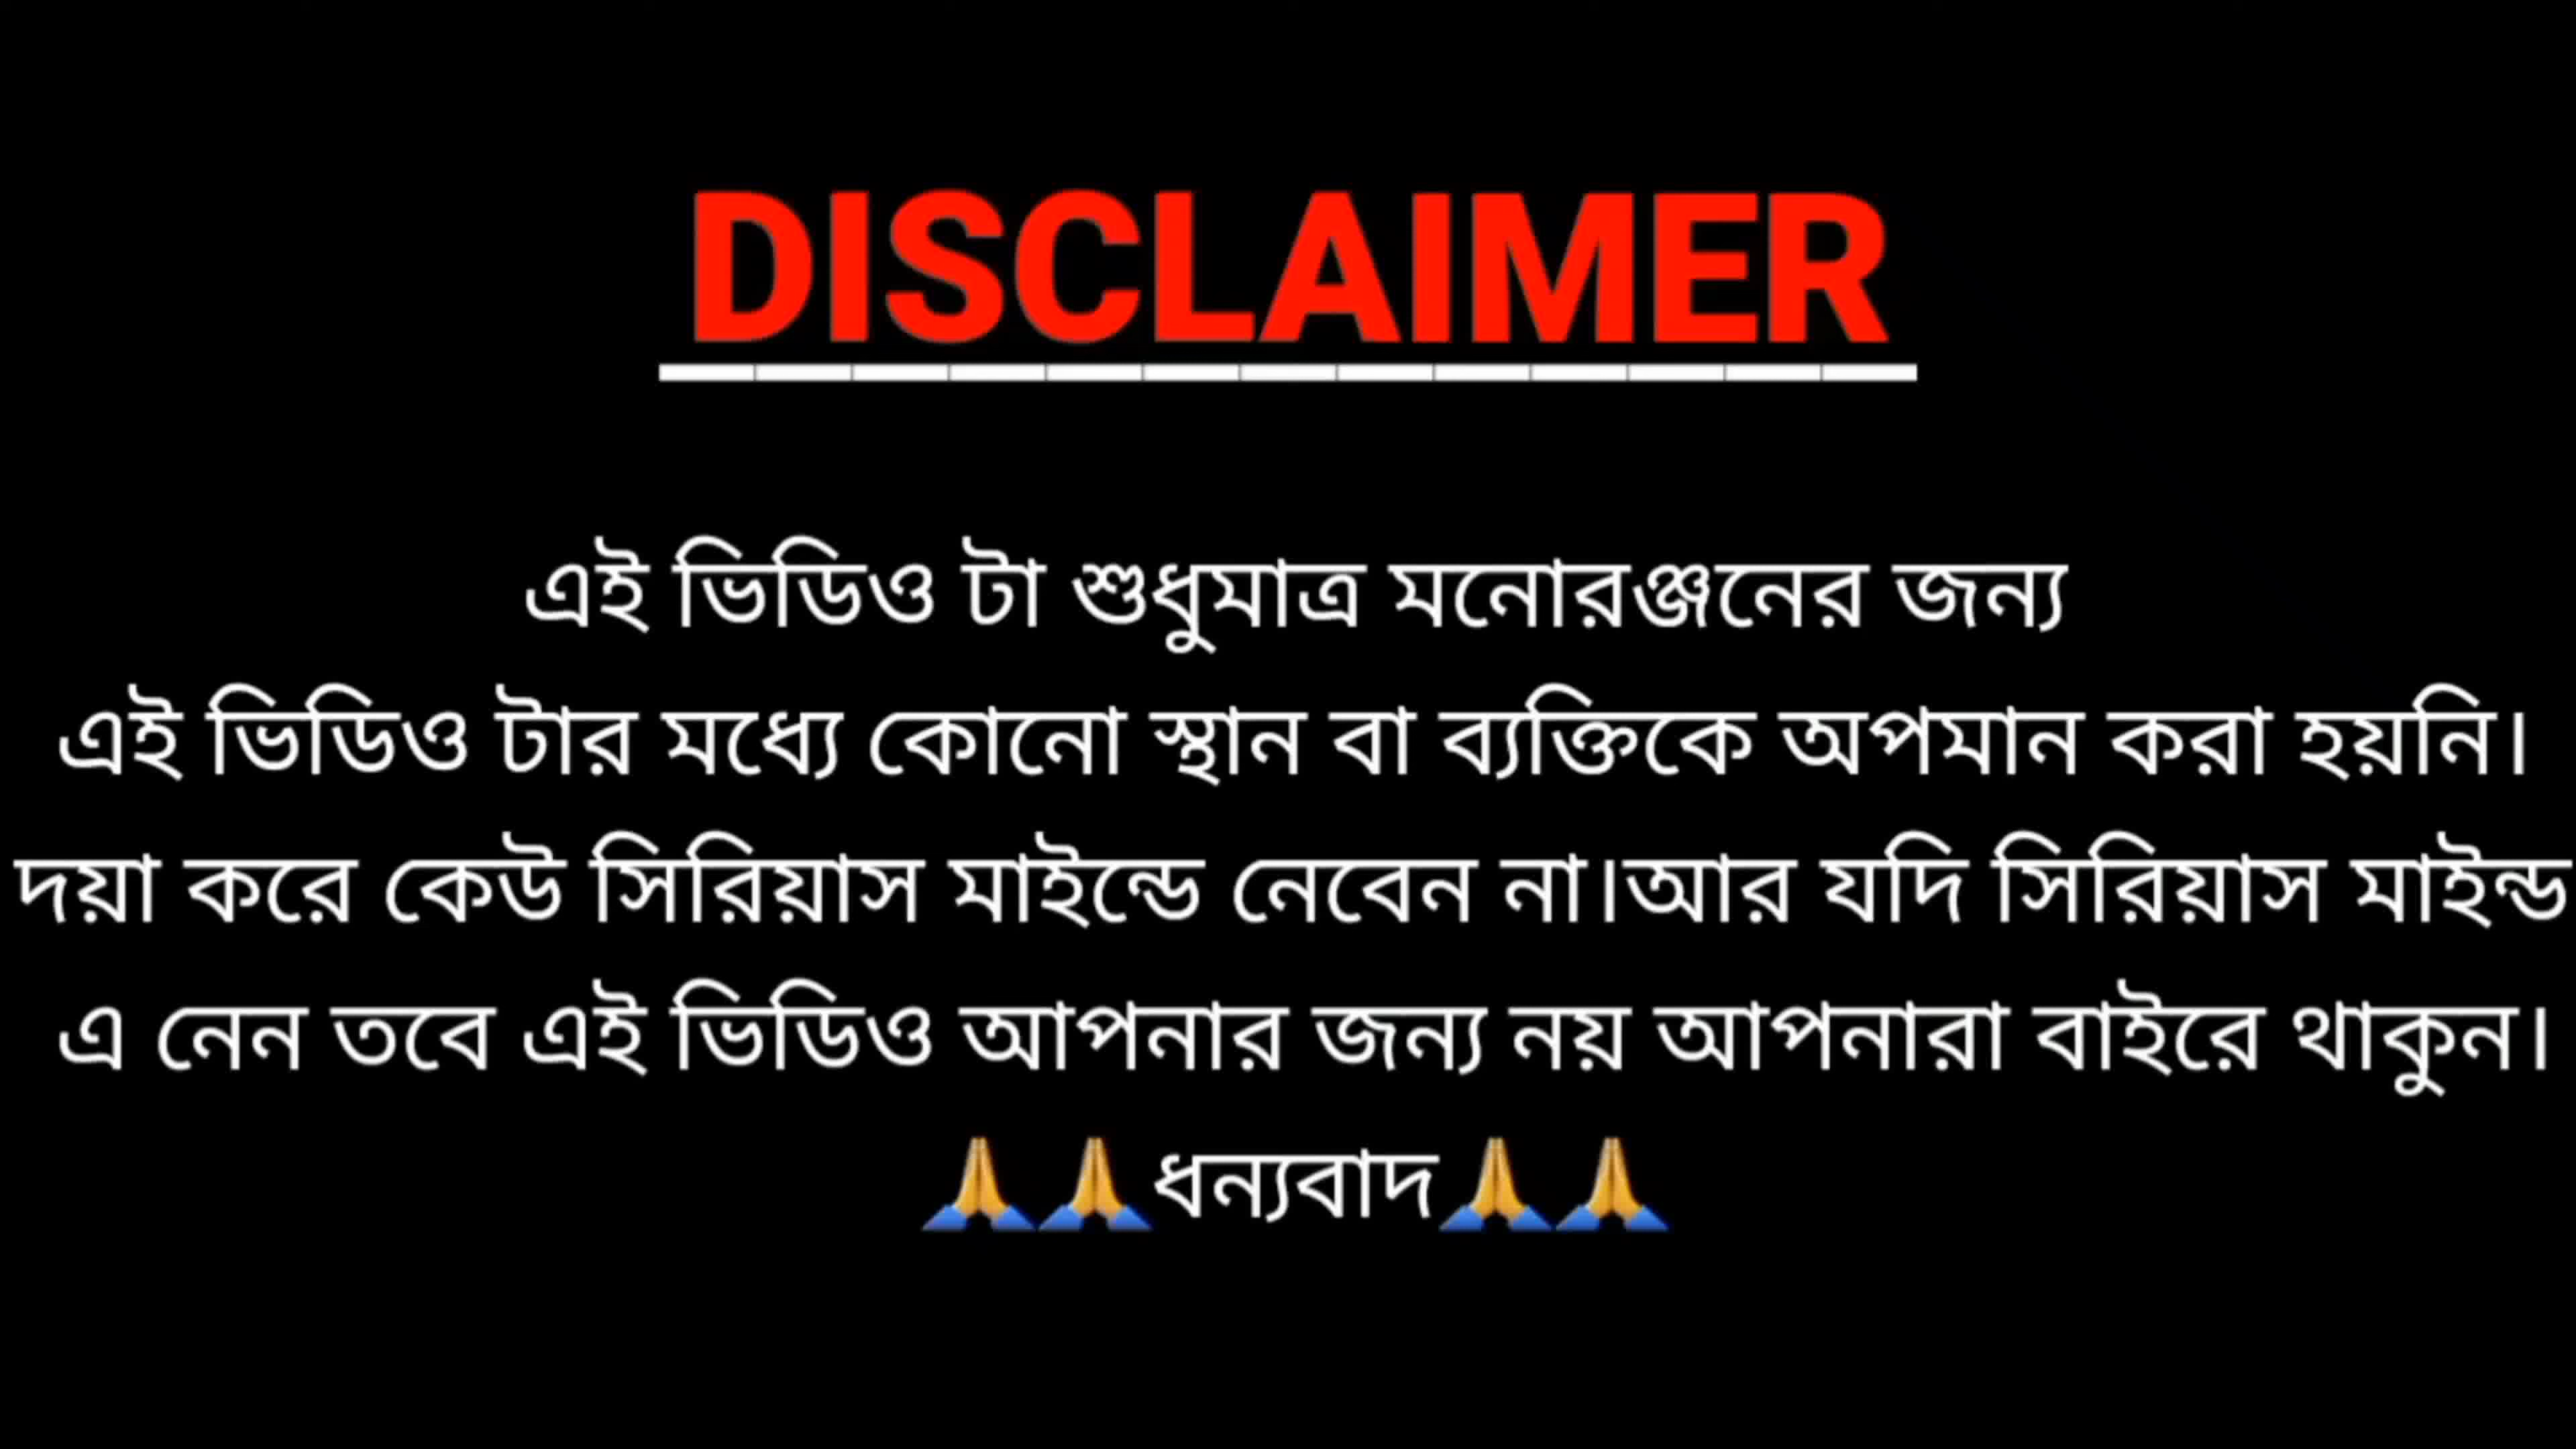 DISCLAIMER
এই ভিডিও টা শুধুমাত্র মনোরঞ্জনের জন্য
এই ভিডিও টার মধ্যে কোনো স্থান বা ব্যক্তিকে অপমান করা হয়নি।
দয়া করে কেউ সিরিয়াস মাইন্ডে নেবেন না।আর যদি সিরিয়াস মাইন্ড
এ নেন তবে এই ভিডিও আপনার জন্য নয় আপনারা বাইরে থাকুন।
🙏🙏ধন্যবাদ🙏🙏